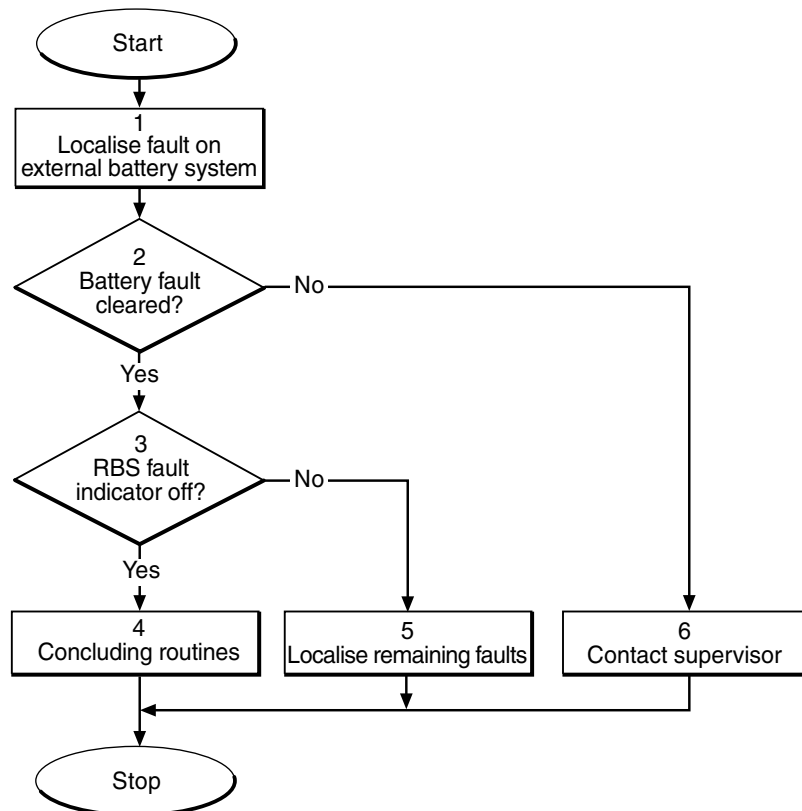 Start
1
Localise fault on
external battery system
2
Battery fault
cleared?
No
Yes
3
RBS fault
indicator off?
No
Yes
4
Concluding routines
5
Localise remaining faults
6
Contact supervisor
Stop